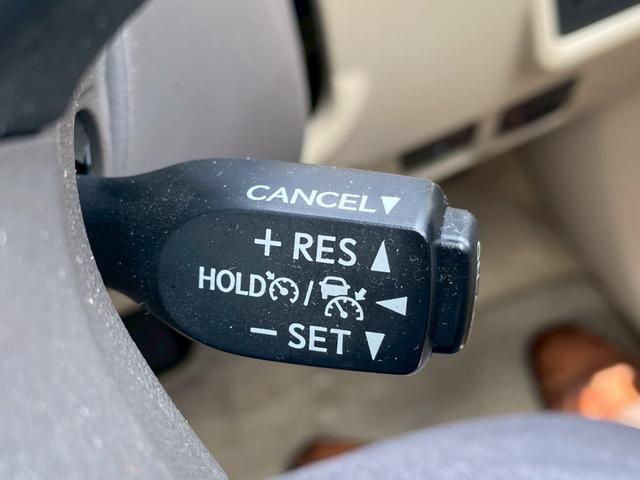 CANCEL
+ RES
HOLD /
- SET